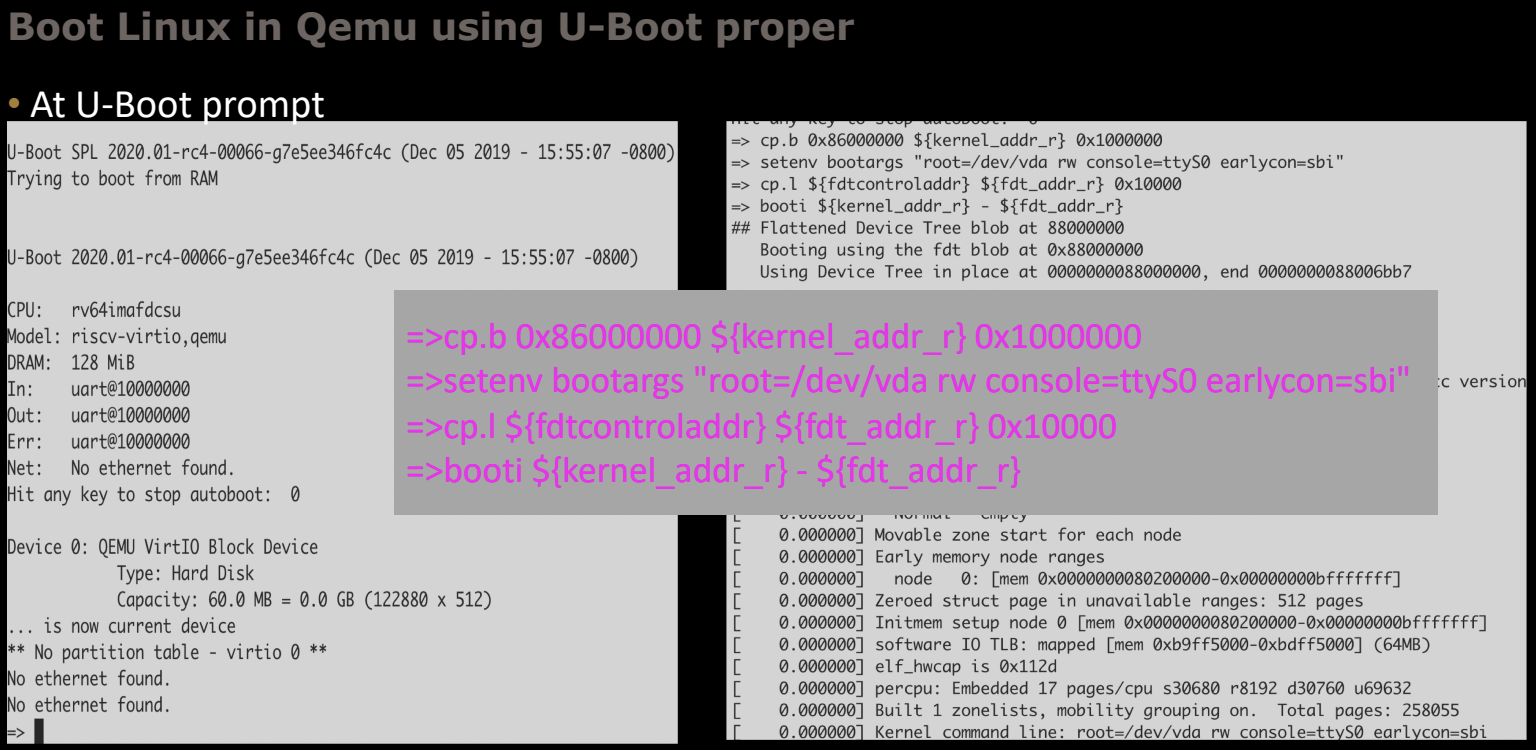 Boot Linux in Qemu using U-Boot proper
• At U-Boot prompt
U-Boot SPL 2020.01-rc4-00066-g7e5ee346fc4c (Dec 05 2019 - 15:55:07 -0800)
Trying to boot from RAM
U-Boot 2020.01-rc4-00066-g7e5ee346fc4c (Dec 05 2019 - 15:55:07 -0800)
CPU: rv64imafdcsu
Model: riscv-virtio,qemu
DRAM: 128 MiB
In: uart@10000000
Out: uart@10000000
Err: uart@10000000
Net: No ethernet found.
Hit any key to stop autoboot: 0
Device 0: QEMU VirtIO Block Device
Type: Hard Disk
Capacity: 60.0 MB = 0.0 GB (122880 x 512)
... is now current device
** No partition table - virtio 0 **
No ethernet found.
No ethernet found.
=>
Hit any key to stop autoboot: 0
=> cp.b 0x86000000 ${kernel_addr_r} 0x1000000
=> setenv bootargs "root=/dev/vda rw console=ttyS0 earlycon=sbi"
=> cp.l ${fdtcontroladdr} ${fdt_addr_r} 0x10000
=> booti ${kernel_addr_r} - ${fdt_addr_r}
## Flattened Device Tree blob at 88000000
Booting using the fdt blob at 0x88000000
Using Device Tree in place at 0000000088000000, end 0000000088006bb7
=>cp.b 0x86000000 ${kernel_addr_r} 0x1000000
=>setenv bootargs "root=/dev/vda rw console=ttyS0 earlycon=sbi"
=>cp.l ${fdtcontroladdr} ${fdt_addr_r} 0x10000
=>booti ${kernel_addr_r} - ${fdt_addr_r}
version
[ 0.000000] Normal empty
[ 0.000000] Movable zone start for each node
[ 0.000000] Early memory node ranges
[ 0.000000] node 0: [mem 0x0000000080200000-0x00000000bfffffff]
[ 0.000000] Zeroed struct page in unavailable ranges: 512 pages
[ 0.000000] Initmem setup node 0 [mem 0x0000000080200000-0x00000000bfffffff]
[ 0.000000] software IO TLB: mapped [mem 0xb9ff5000-0xbdff5000] (64MB)
[ 0.000000] elf_hwcap is 0x112d
[ 0.000000] percpu: Embedded 17 pages/cpu s30680 r8192 d30760 u69632
[ 0.000000] Built 1 zonelists, mobility grouping on. Total pages: 258055
[ 0.000000] Kernel command line: root=/dev/vda rw console=ttyS0 earlycon=sbi